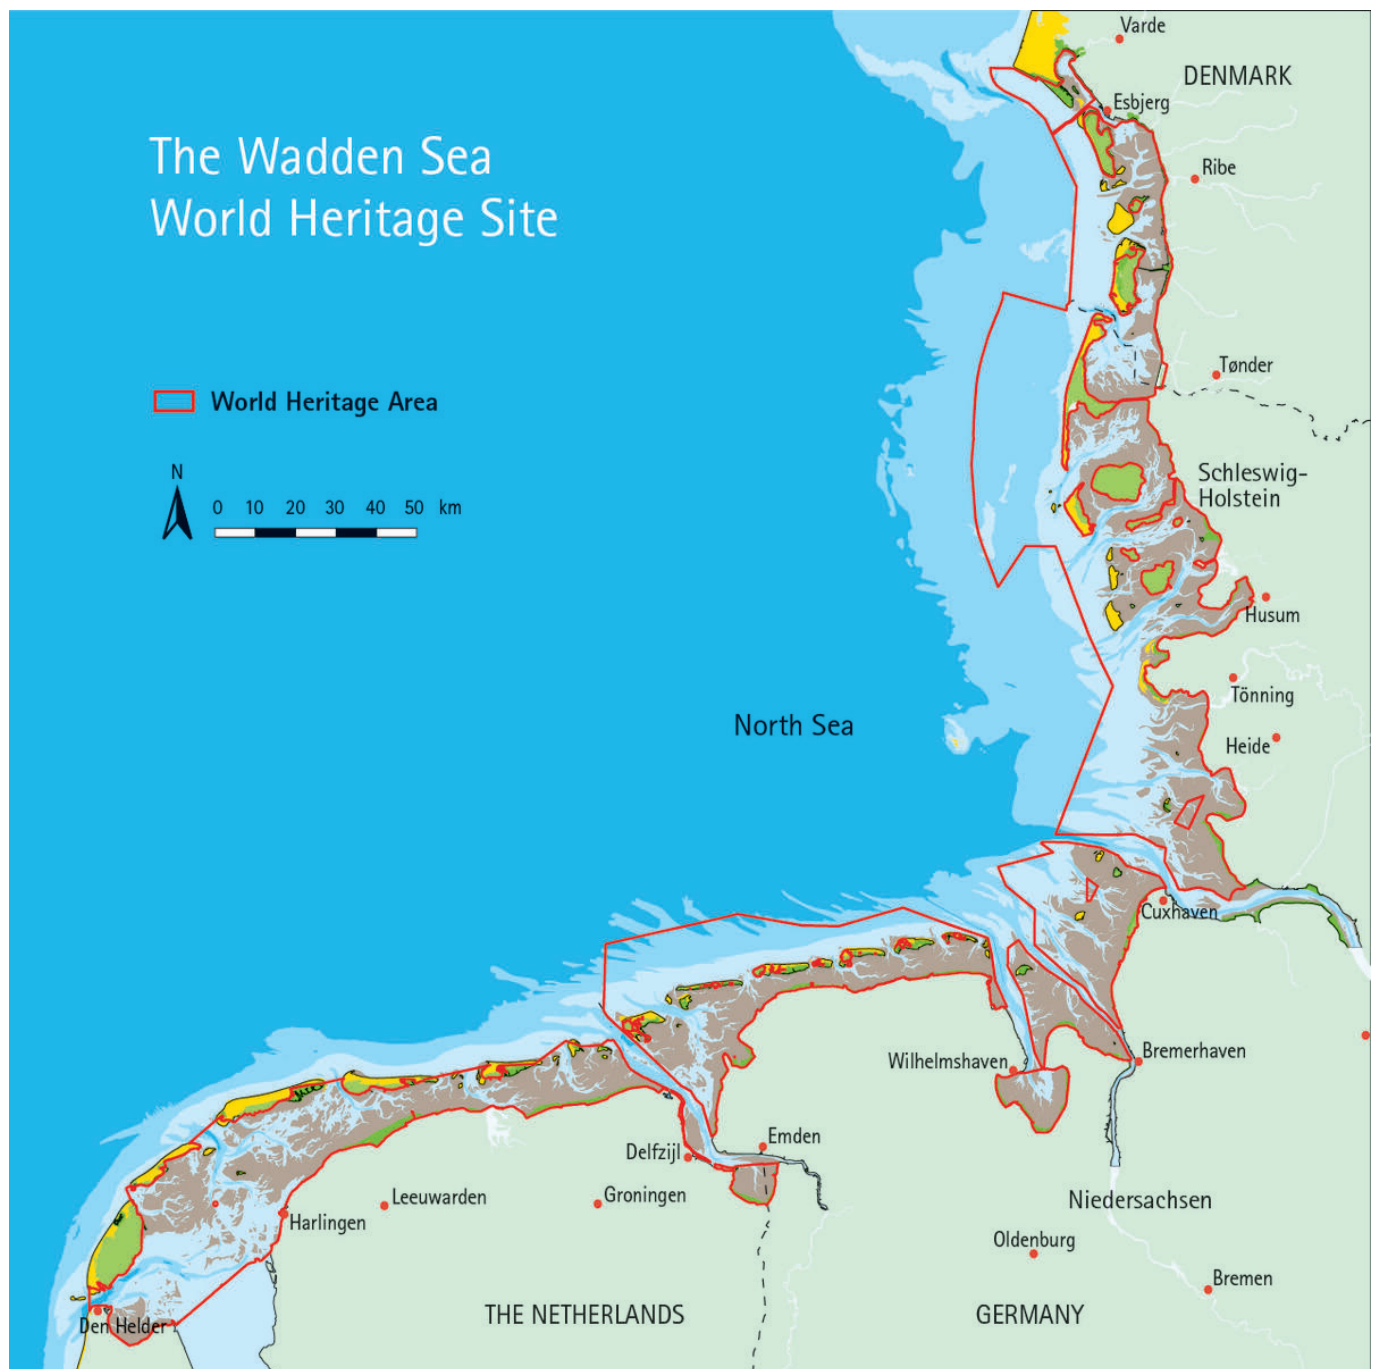 Varde
DENMARK
Esbjerg
The Wadden Sea
World Heritage Site
Ribe
Tønder
World Heritage Area
N
0 10 20 30 40 50 km
Schleswig-
Holstein
Husum
Tönning
North Sea
Heide
Cuxhaven
Wilhelmshaven
Bremerhaven
Emden
Delfzijl
Leeuwarden
Groningen
Niedersachsen
Harlingen
Oldenburg
Bremen
THE NETHERLANDS
GERMANY
Den Helder